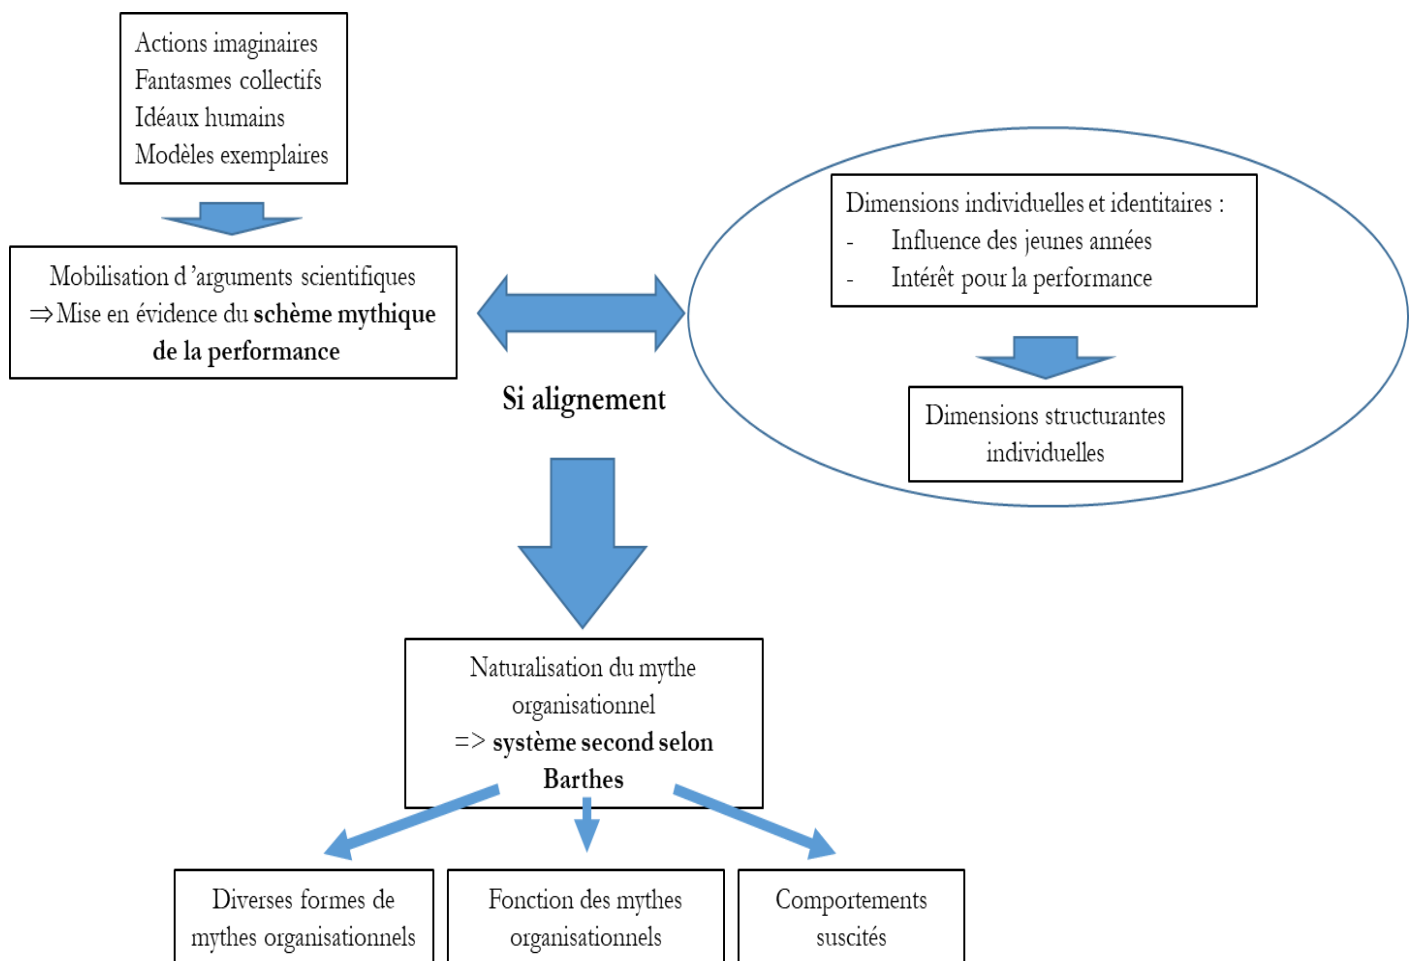 Actions imaginaires
Fantasmes collectifs
Idéaux humains
Modèles exemplaires
Mobilisation d’arguments scientifiques
⇒ Mise en évidence du schème mythique
de la performance
Si alignement
Dimensions individuelles et identitaires :
- Influence des jeunes années
- Intérêt pour la performance
Dimensions structurantes
individuelles
Naturalisation du mythe
organisationnel
=> système second selon
Barthes
Diverses formes de
mythes organisationnels
Fonction des mythes
organisationnels
Comportements
suscités